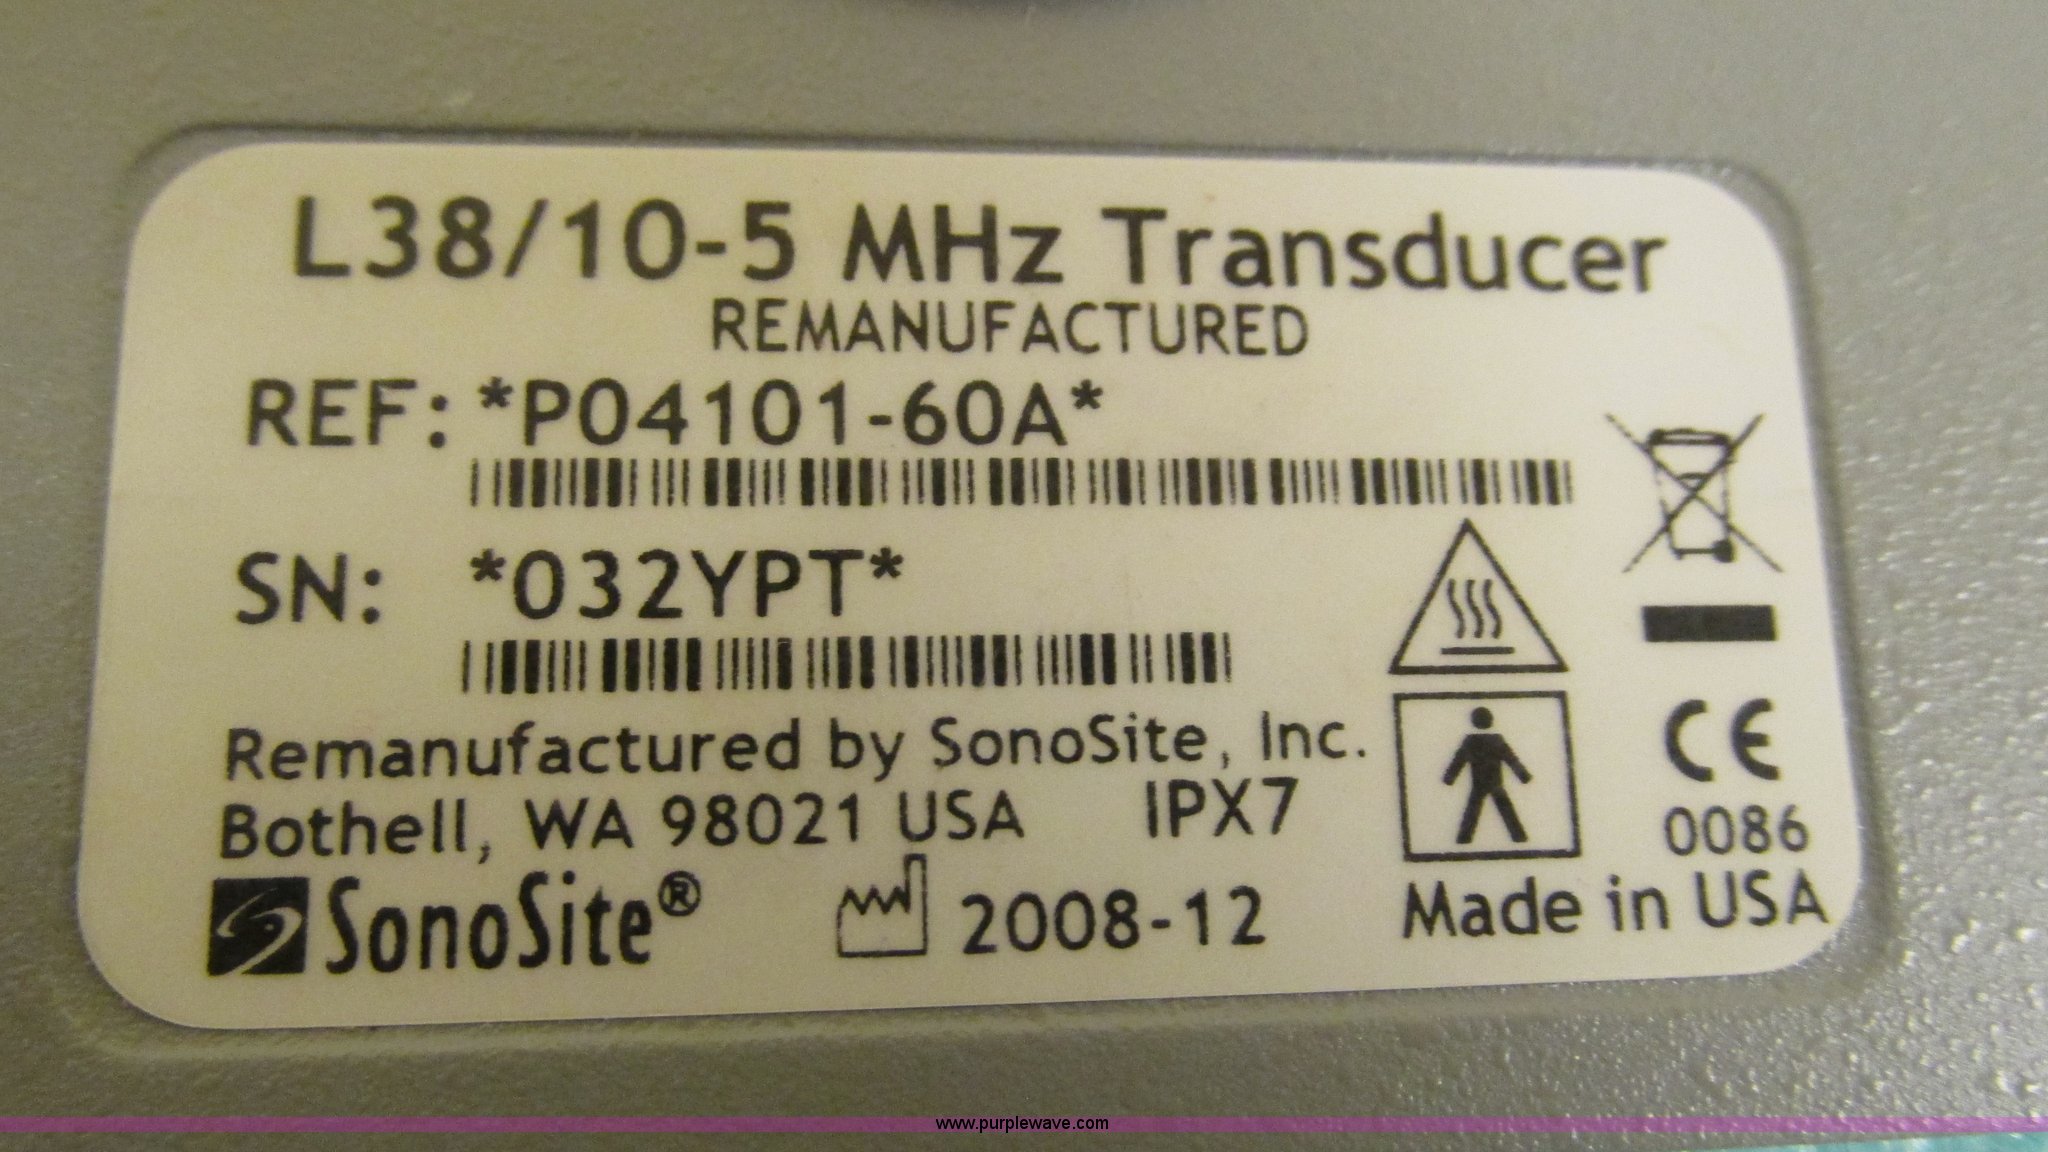 L38/10-5 MHz Transducer
REMANUFACTURED
REF: *P04101-60A*
SN: *032YPT*
Remanufactured by SonoSite, Inc.
Bothell, WA 98021 USA IPX7
SonoSite® 2008-12
CE
0086
Made in USA
www.purplewave.com